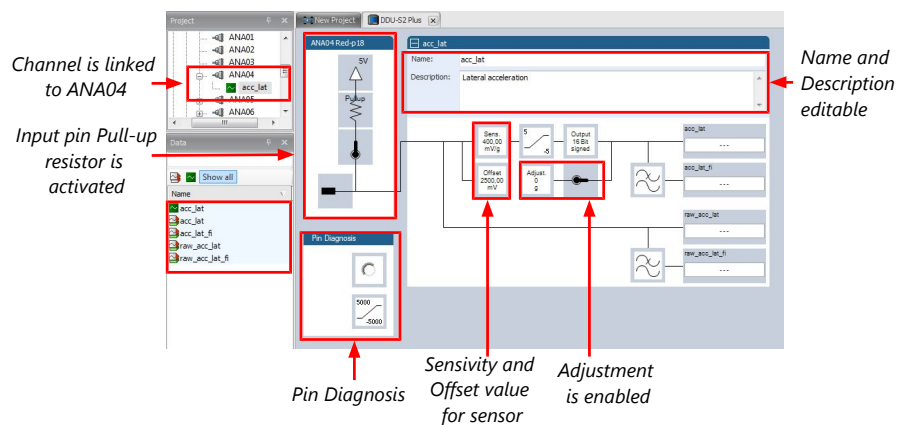 Project
New Project
DDU-S2 Plus
ANA01
ANA02
ANA03
ANA04
acc_lat
ANA05
ANA06
Channel is linked
to ANA04
Input pin Pull-up
resistor is
activated
Data
Show all
Name
acc_lat
acc_lat
acc_lat_fi
raw_acc_lat
raw_acc_lat_fi
ANA04 Red-p18
5V
Pullup
Pin Diagnosis
5000
-5000
acc_lat
Name:
acc_lat
Description:
Lateral acceleration
Name and
Description
editable
Sens.
400,00
mV/g
5
-5
Output
16 Bit
signed
Offset
2500,00
mV
Adjust.
0
g
acc_lat
---
acc_lat_fi
---
raw_acc_lat
---
raw_acc_lat_fi
---
Pin Diagnosis
Sensivity and
Offset value
for sensor
Adjustment
is enabled